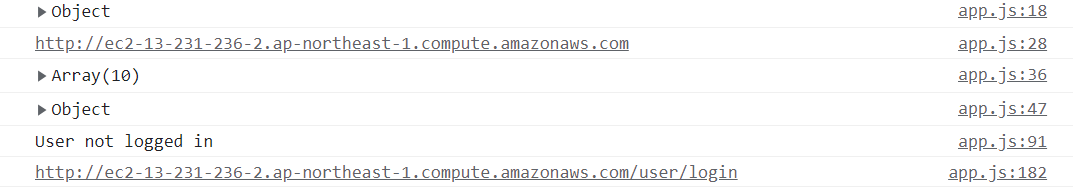 Object app.js:18
http://ec2-13-231-236-2.ap-northeast-1.compute.amazonaws.com app.js:28
Array(10) app.js:36
Object app.js:47
User not logged in app.js:91
http://ec2-13-231-236-2.ap-northeast-1.compute.amazonaws.com/user/login app.js:182